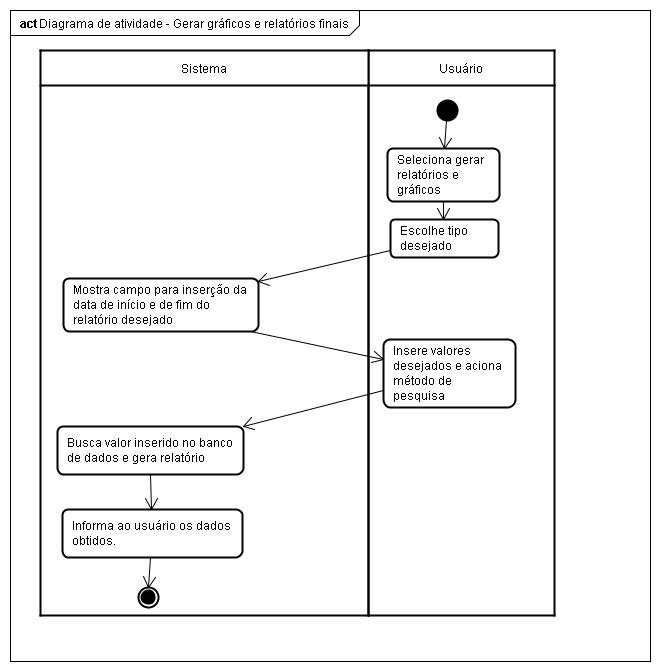 act Diagrama de atividade - Gerar gráficos e relatórios finais
Sistema
Usuário
Seleciona gerar
relatórios e
gráficos
Escolhe tipo
desejado
Mostra campo para inserção da
data de início e de fim do
relatório desejado
Insere valores
desejados e aciona
método de
pesquisa
Busca valor inserido no banco
de dados e gera relatório
Informa ao usuário os dados
obtidos.